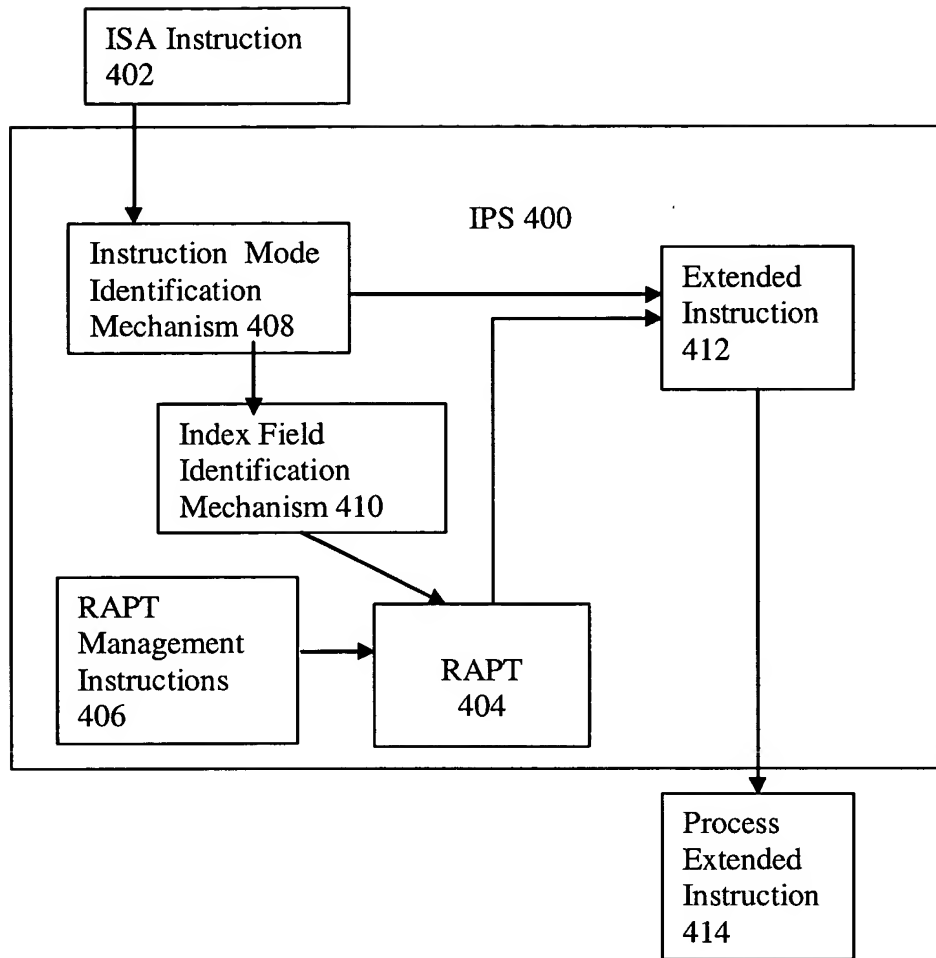 ISA Instruction
402
IPS 400
Instruction Mode
Identification
Mechanism 408
Extended
Instruction
412
Index Field
Identification
Mechanism 410
RAPT
Management
Instructions
406
RAPT
404
Process
Extended
Instruction
414